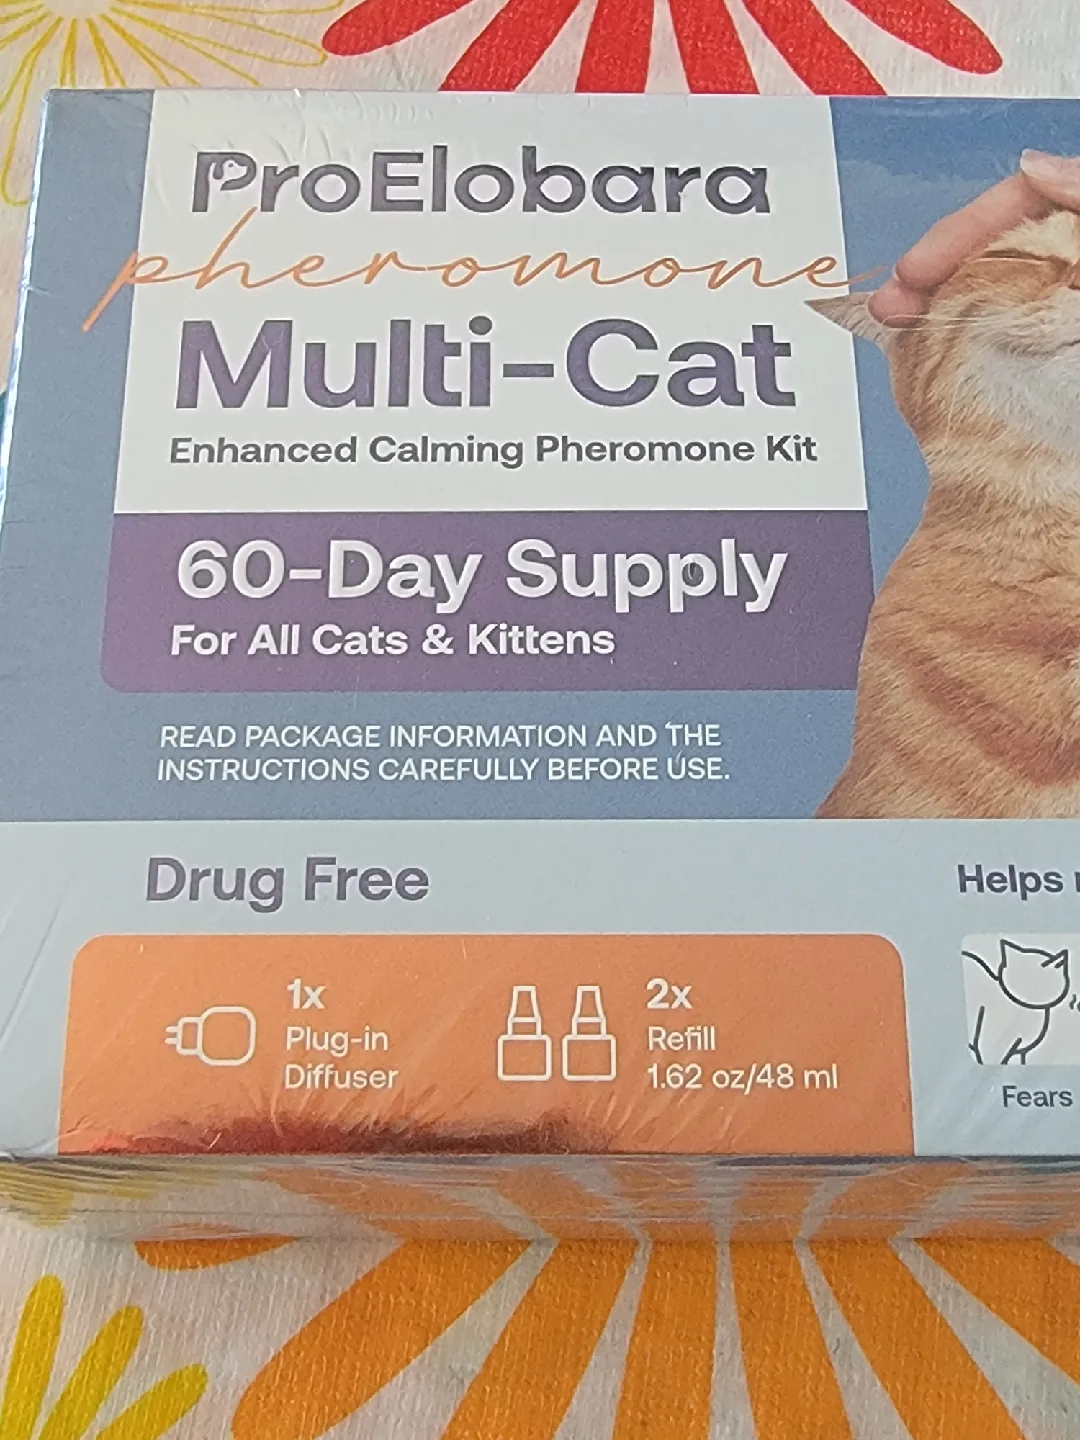 ProElobara
pheromone
Multi-Cat
Enhanced Calming Pheromone Kit
60-Day Supply
For All Cats & Kittens
READ PACKAGE INFORMATION AND THE
INSTRUCTIONS CAREFULLY BEFORE USE.
Drug Free
Helps
1x
Plug-in
Diffuser
2x
Refill
1.62 oz/48 ml
Fears